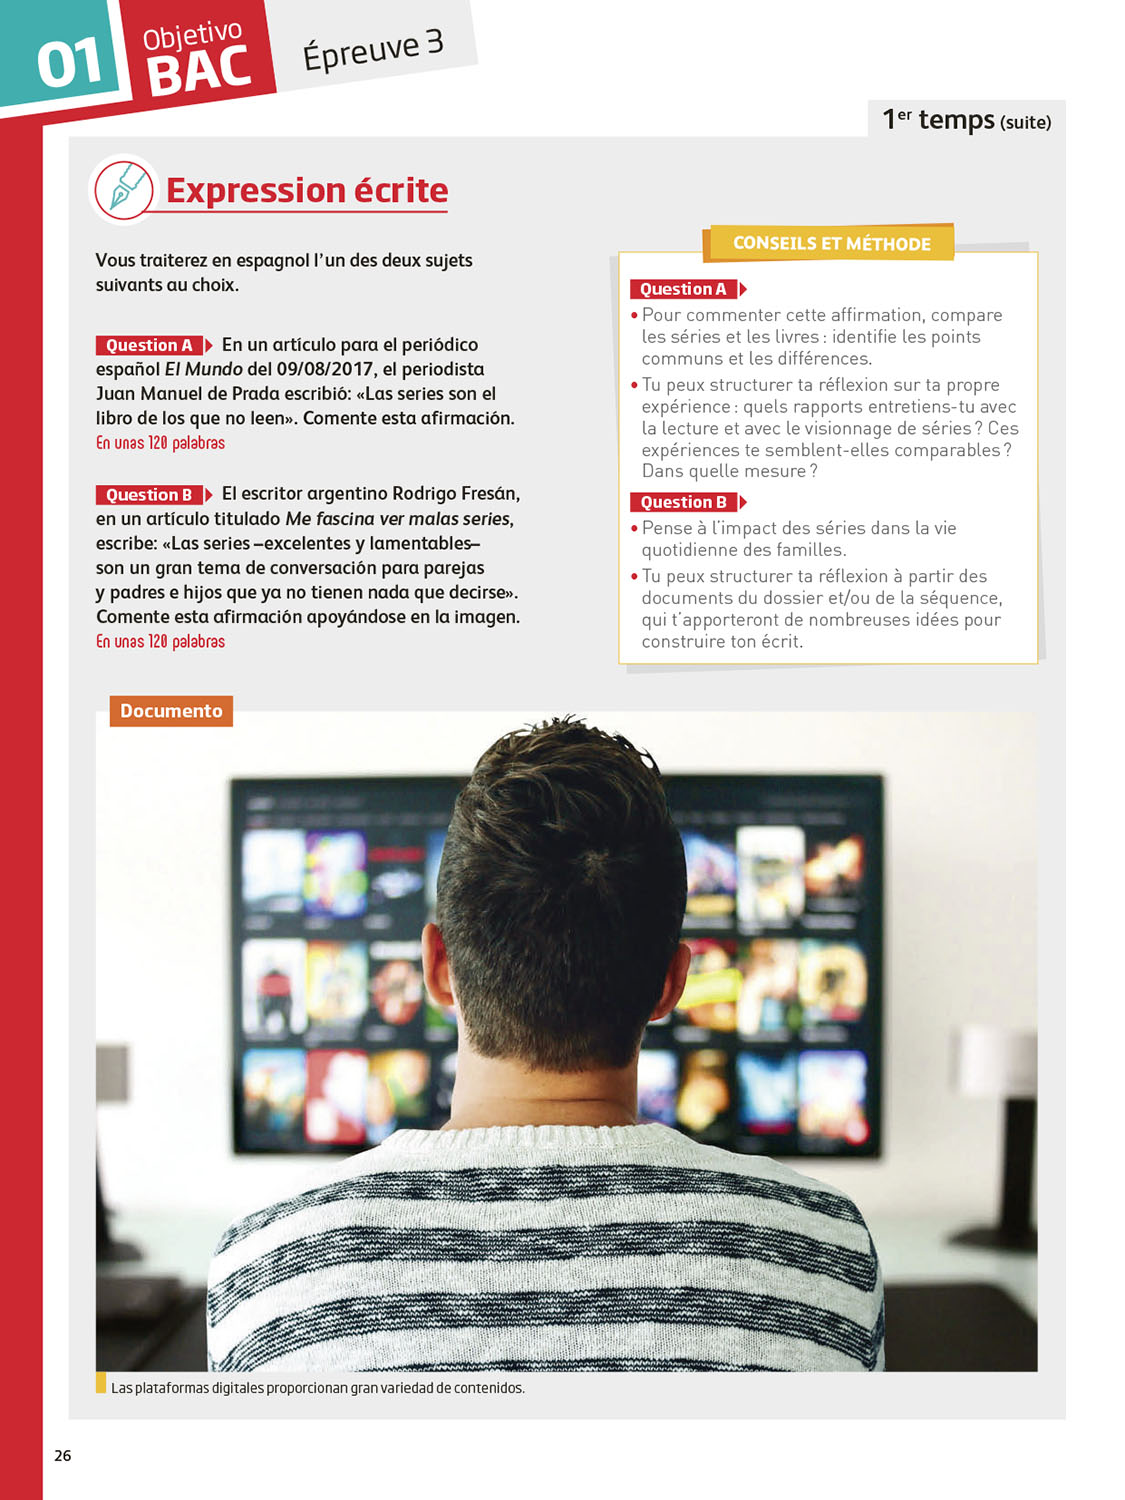 01
Objetivo
BAC
Épreuve 3
1er temps (suite)
Expression écrite
Vous traiterez en espagnol l'un des deux sujets
suivants au choix.
Question A En un artículo para el periódico
español El Mundo del 09/08/2017, el periodista
Juan Manuel de Prada escribió: «Las series son el
libro de los que no leen». Comente esta afirmación.
En unas 120 palabras
Question B El escritor argentino Rodrigo Fresán,
en un artículo titulado Me fascina ver malas series,
escribe: «Las series –excelentes y lamentables–
son un gran tema de conversación para parejas
y padres e hijos que ya no tienen nada que decirse».
Comente esta afirmación apoyándose en la imagen.
En unas 120 palabras
CONSEILS ET MÉTHODE
Question A
• Pour commenter cette affirmation, compare
les séries et les livres : identifie les points
communs et les différences.
• Tu peux structurer ta réflexion sur ta propre
expérience : quels rapports entretiens-tu avec
la lecture et avec le visionnage de séries ? Ces
expériences te semblent-elles comparables ?
Dans quelle mesure ?
Question B
• Pense à l'impact des séries dans la vie
quotidienne des familles.
• Tu peux structurer ta réflexion à partir des
documents du dossier et/ou de la séquence,
qui t'apporteront de nombreuses idées pour
construire ton écrit.
Documento
Las plataformas digitales proporcionan gran variedad de contenidos.
26